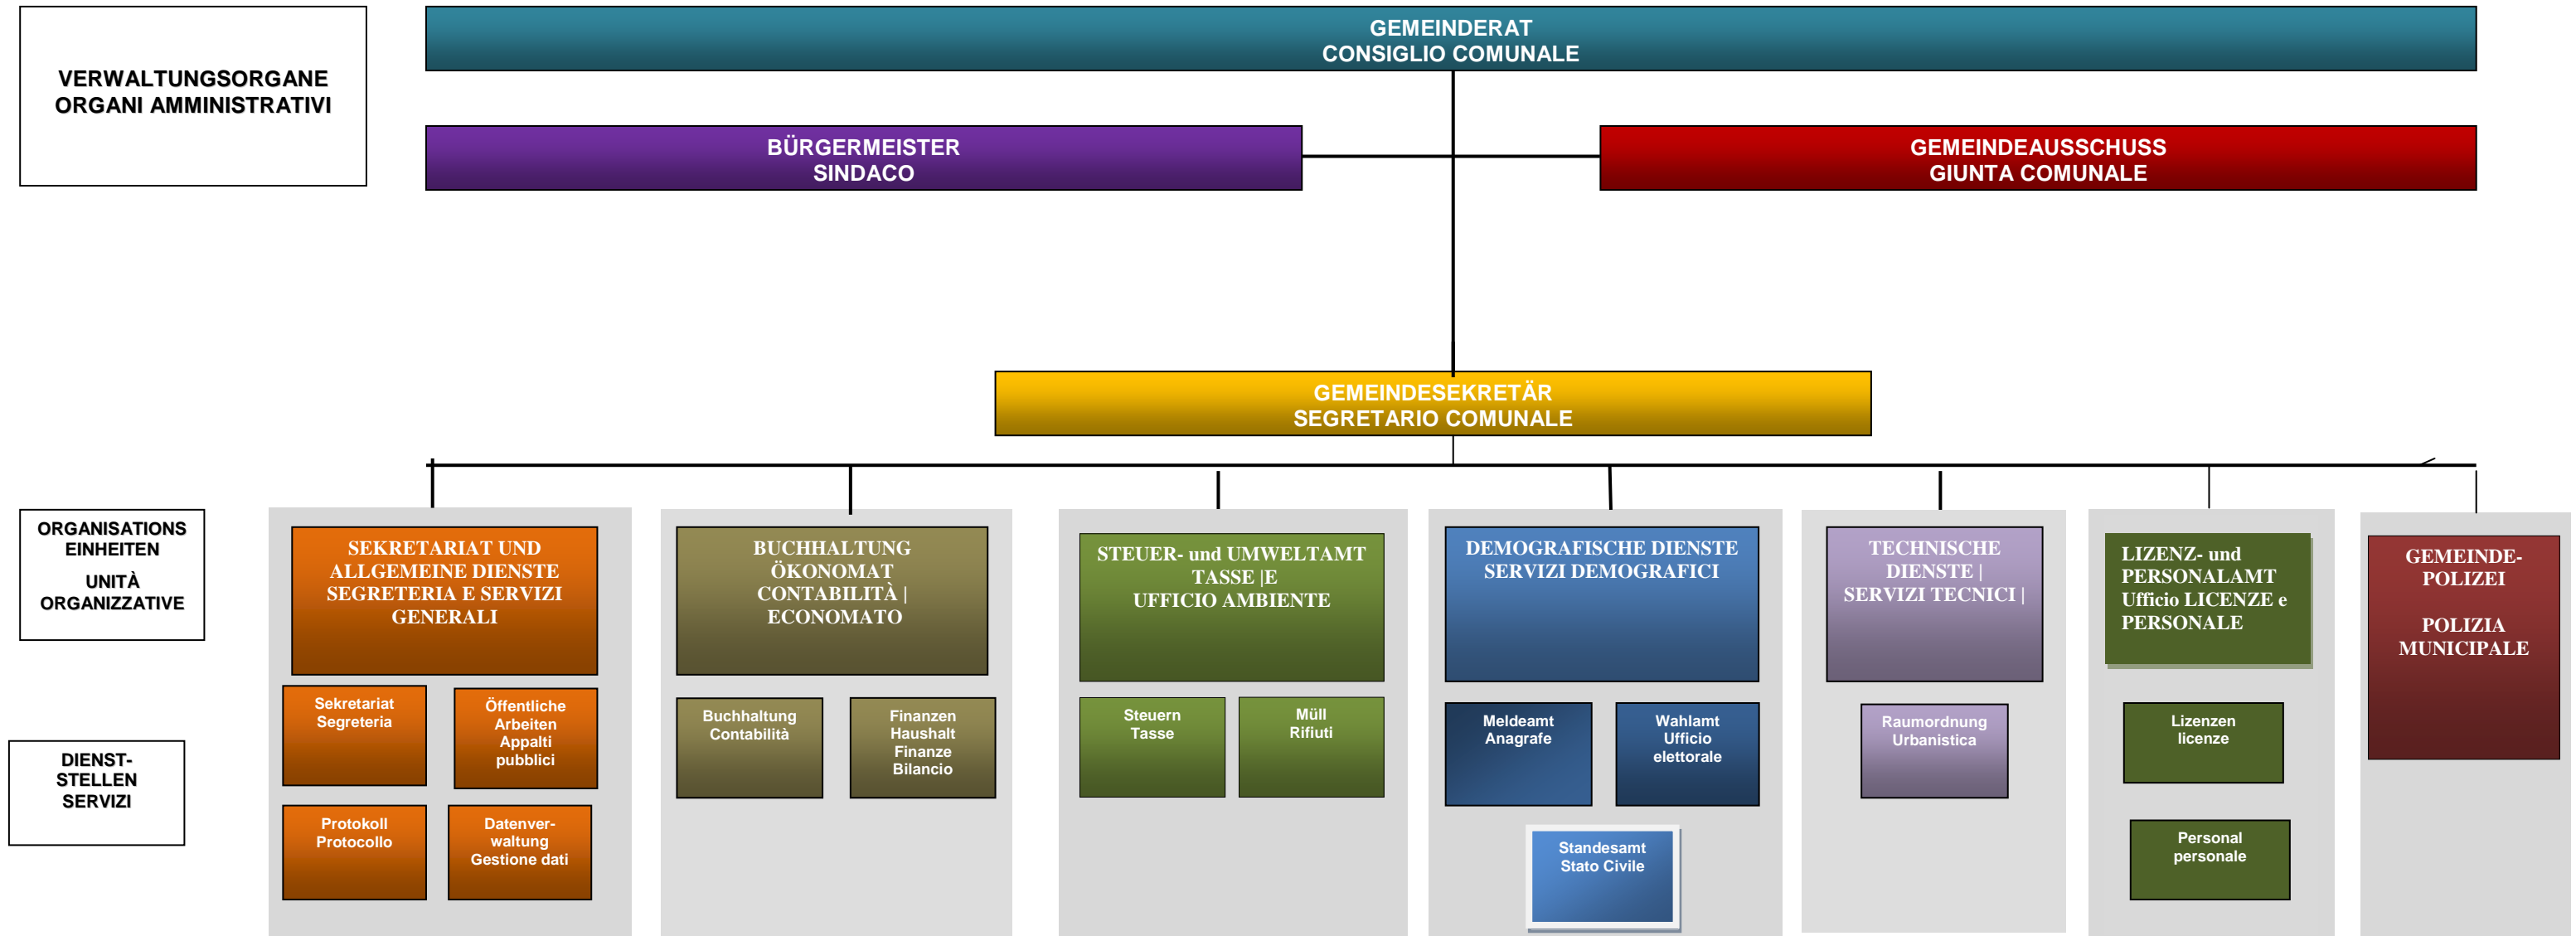 VERWALTUNGSORGANE
ORGANI AMMINISTRATIVI
GEMEINDERAT
CONSIGLIO COMUNALE
BÜRGERMEISTER
SINDACO
GEMEINDEAUSSCHUSS
GIUNTA COMUNALE
GEMEINDESEKRETÄR
SEGRETARIO COMUNALE
ORGANISATIONS
EINHEITEN
UNITÀ
ORGANIZZATIVE
SEKRETARIAT UND
ALLGEMEINE DIENSTE
SEGRETERIA E SERVIZI
GENERALI
BUCHHALTUNG
ÖKONOMAT
CONTABILITÀ |
ECONOMATO
STEUER- und UMWELTAMT
TASSE |E
UFFICIO AMBIENTE
DEMOGRAFISCHE DIENSTE
SERVIZI DEMOGRAFICI
TECHNISCHE
DIENSTE |
SERVIZI TECNICI |
LIZENZ- und
PERSONALAMT
Ufficio LICENZE e
PERSONALE
GEMEINDE-
POLIZEI
POLIZIA
MUNICIPALE
DIENST-
STELLEN
SERVIZI
Sekretariat
Segreteria
Öffentliche
Arbeiten
Appalti
pubblici
Protokoll
Protocollo
Datenver-
waltung
Gestione dati
Buchhaltung
Contabilità
Finanzen
Haushalt
Finanze
Bilancio
Steuern
Tasse
Müll
Rifiuti
Meldeamt
Anagrafe
Wahlamt
Ufficio
elettorale
Standesamt
Stato Civile
Raumordnung
Urbanistica
Lizenzen
licenze
Personal
personale